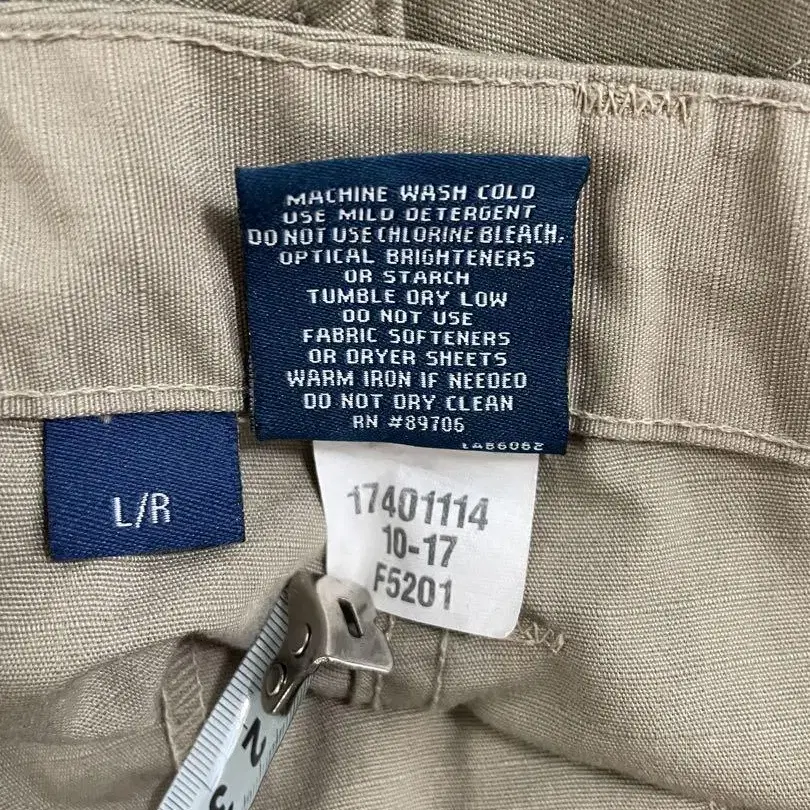 MACHINE WASH COLD
USE MILD DETERGENT
DO NOT USE CHLORINE BLEACH,
OPTICAL BRIGHTENERS
OR STARCH
TUMBLE DRY LOW
DO NOT USE
FABRIC SOFTENERS
OR DRYER SHEETS
WARM IRON IF NEEDED
DO NOT DRY CLEAN
RN #89706
L/R
17401114
10-17
F5201
2
3